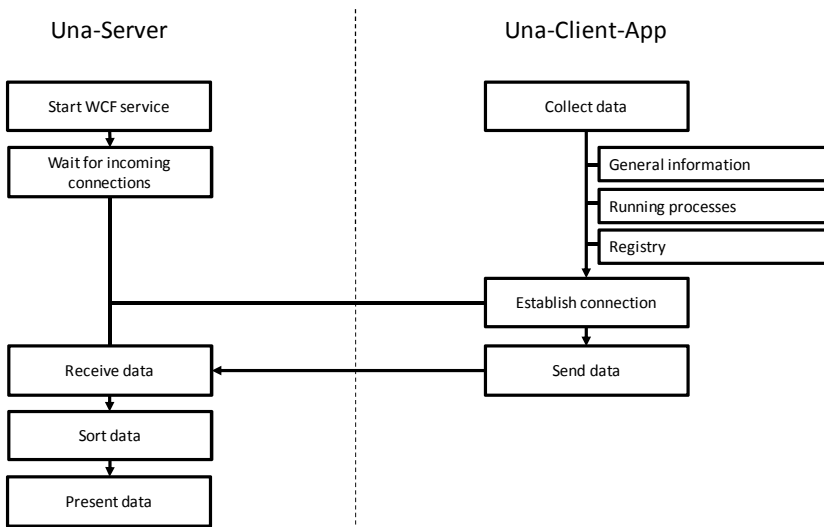 Una-Server
Una-Client-App
Start WCF service
Collect data
Wait for incoming
connections
General information
Running processes
Registry
Establish connection
Receive data
Send data
Sort data
Present data